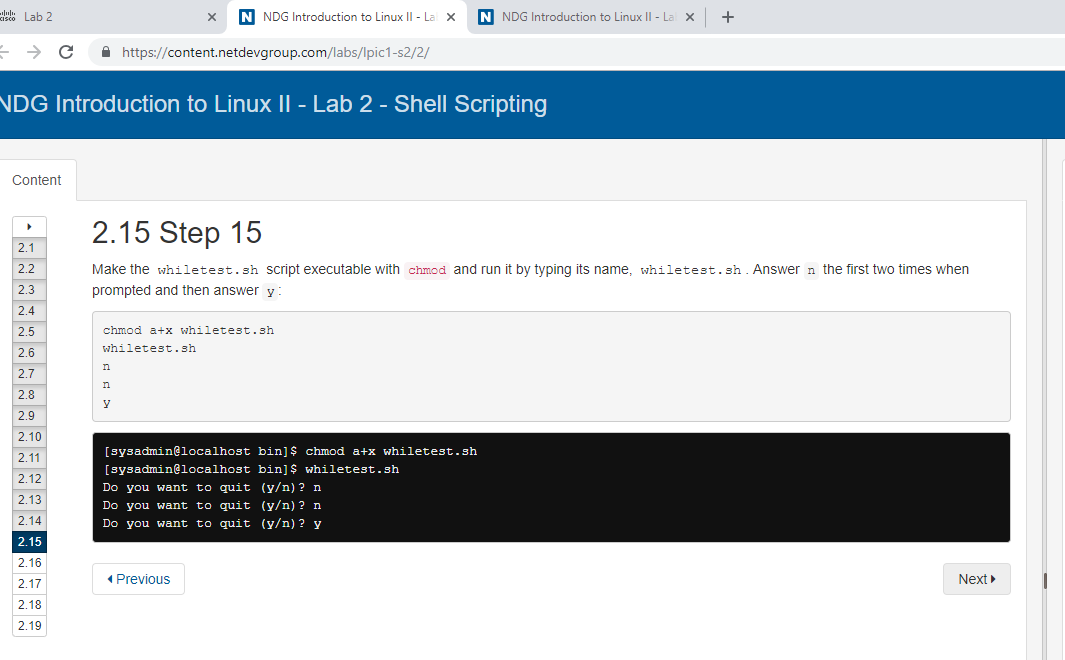 Lab 2
NDG Introduction to Linux II - La
NDG Introduction to Linux II - La
https://content.netdevgroup.com/labs/lpic1-s2/2/
NDG Introduction to Linux II - Lab 2 - Shell Scripting
Content
2.1
2.2
2.3
2.4
2.5
2.6
2.7
2.8
2.9
2.10
2.11
2.12
2.13
2.14
2.15
2.16
2.17
2.18
2.19
2.15 Step 15
Make the whiletest.sh script executable with chmod and run it by typing its name, whiletest.sh. Answer n the first two times when
prompted and then answer y:
chmod a+x whiletest.sh
whiletest.sh
n
n
y
[sysadmin@localhost bin]$ chmod a+x whiletest.sh
[sysadmin@localhost bin]$ whiletest.sh
Do you want to quit (y/n)? n
Do you want to quit (y/n)? n
Do you want to quit (y/n)? y
Previous
Next